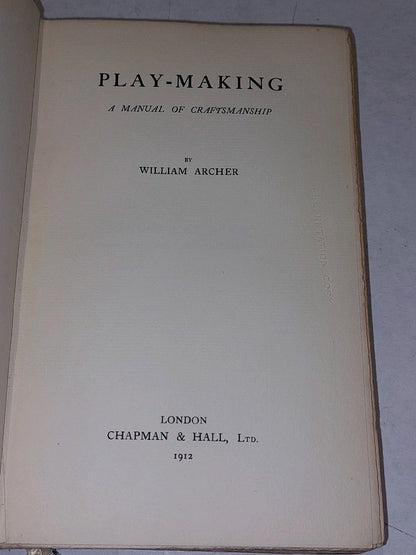 PLAY-MAKING
A MANUAL OF CRAFTSMANSHIP
BY
WILLIAM ARCHER
LONDON
CHAPMAN & HALL, LTD.
1912